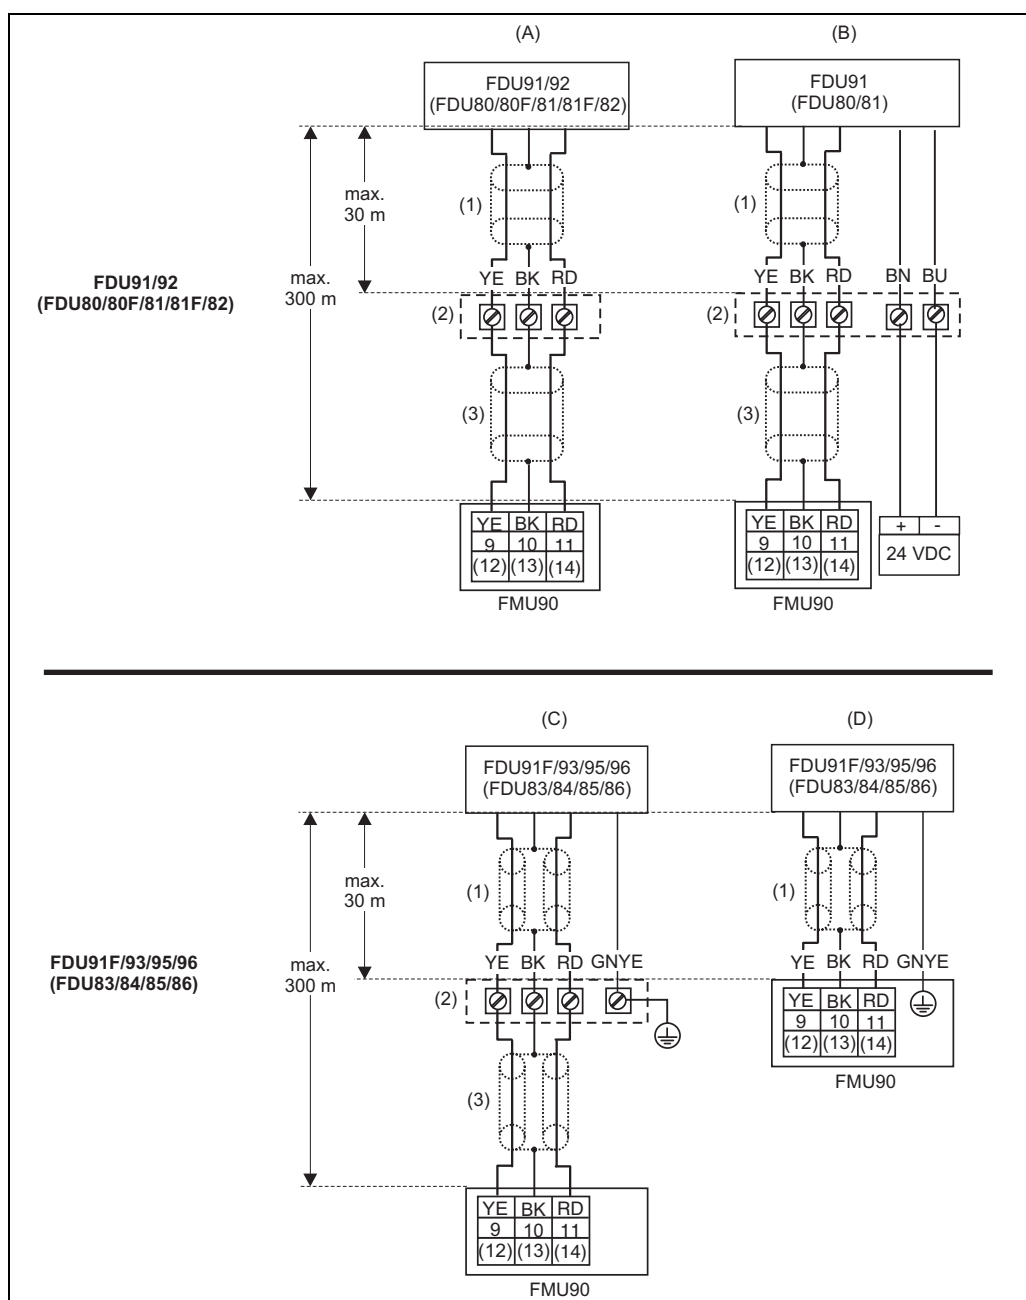 (A)
(B)
FDU91/92
(FDU80/80F/81/81F/82)
FDU91
(FDU80/81)
max.
30 m
(1)
(1)
FDU91/92
(FDU80/80F/81/81F/82)
max.
300 m
YE BK RD
YE BK RD BN BU
(2)
(2)
(3)
(3)
YE BK RD
9 10 11
(12) (13) (14)
FMU90
YE BK RD
9 10 11
(12) (13) (14)
FMU90
+ -
24 VDC
(C)
(D)
FDU91F/93/95/96
(FDU83/84/85/86)
FDU91F/93/95/96
(FDU83/84/85/86)
max.
30 m
(1)
(1)
FDU91F/93/95/96
(FDU83/84/85/86)
max.
300 m
YE BK RD GNYE
YE BK RD GNYE
(2)
YE BK RD
9 10 11
(12) (13) (14)
FMU90
(3)
YE BK RD
9 10 11
(12) (13) (14)
FMU90